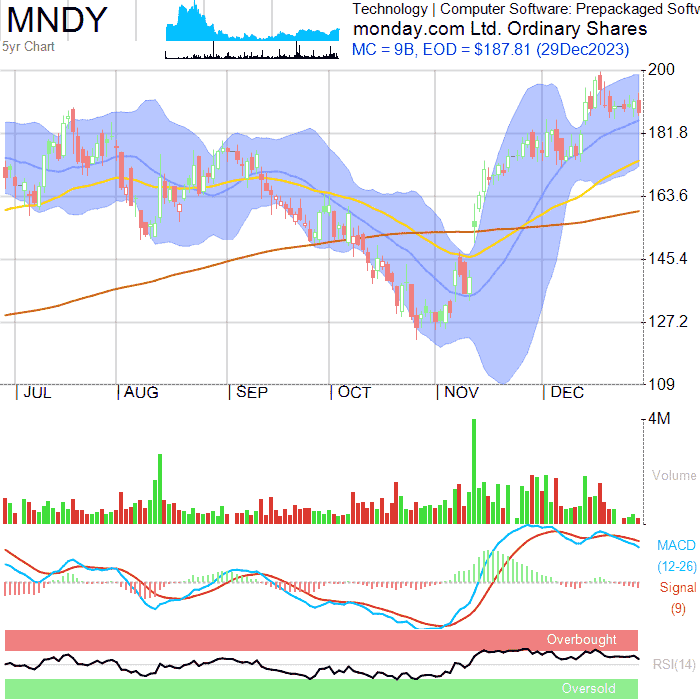 MNDY
5yr Chart
Technology | Computer Software: Prepackaged Softw
monday.com Ltd. Ordinary Shares
MC = 9B, EOD = $187.81 (29Dec2023)
200
181.8
163.6
145.4
127.2
109
JUL
AUG
SEP
OCT
NOV
DEC
4M
Volume
MACD
(12-26)
Signal
(9)
Overbought
RSI(14)
Oversold